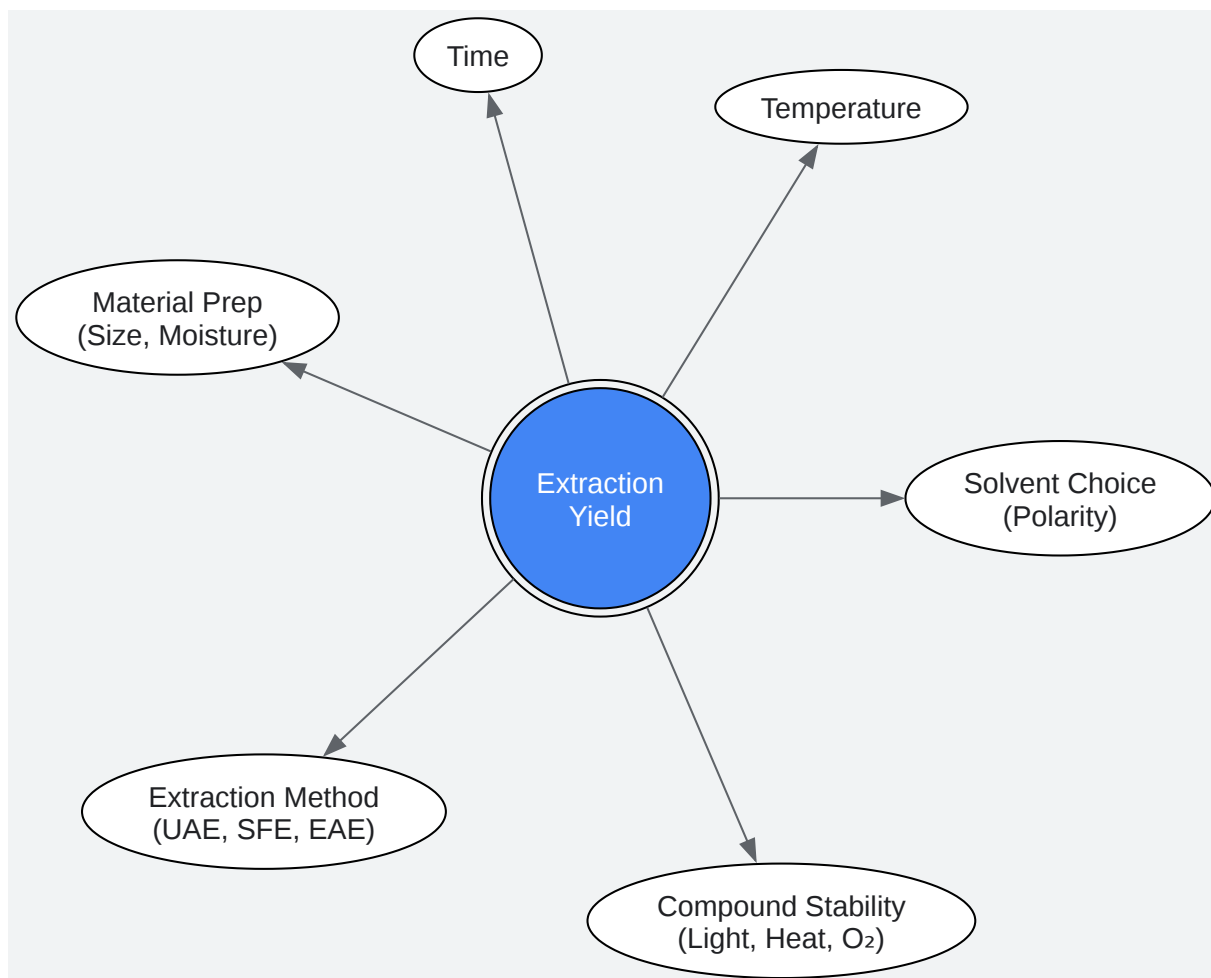 Time
Temperature
Material Prep
(Size, Moisture)
Extraction
Yield
Solvent Choice
(Polarity)
Extraction Method
(UAE, SFE, EAE)
Compound Stability
(Light, Heat, O₂)